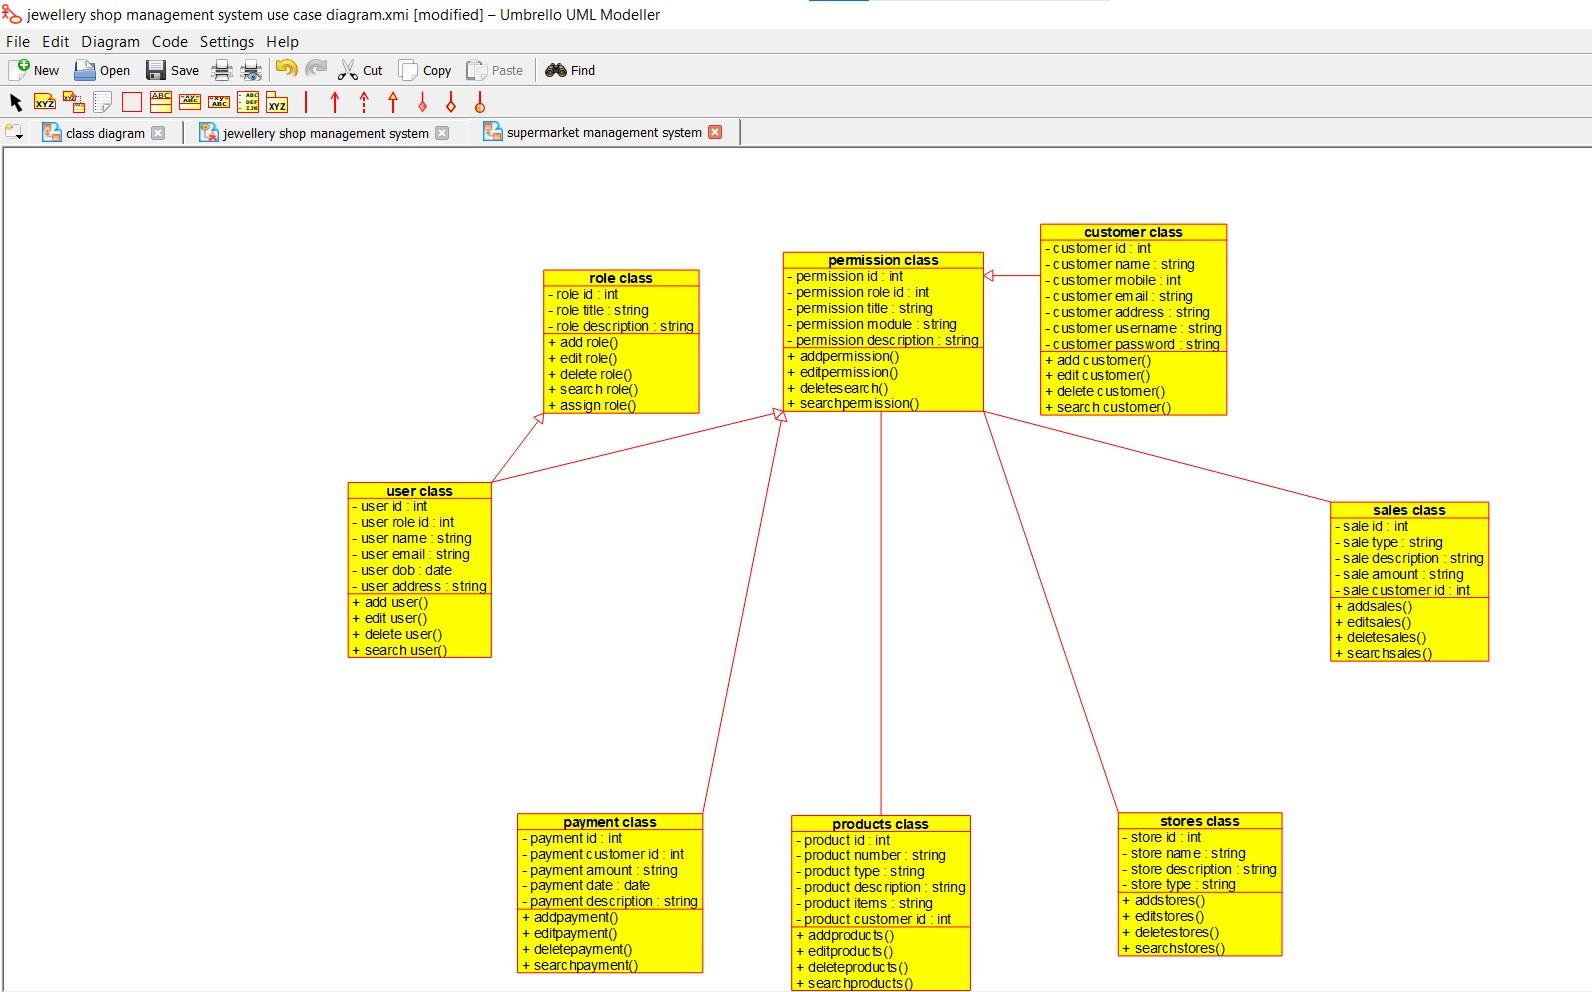 jewellery shop management system use case diagram.xmi [modified] – Umbrello UML Modeller
File Edit Diagram Code Settings Help
New Open Save Cut Copy Paste Find
XYZ XYZ ABC ABC ABC ABC DEF IJK XYZ
class diagram jewellery shop management system supermarket management system
role class
- role id : int
- role title : string
- role description : string
+ add role()
+ edit role()
+ delete role()
+ search role()
+ assign role()
permission class
- permission id : int
- permission role id : int
- permission title : string
- permission module : string
- permission description : string
+ addpermission()
+ editpermission()
+ deletesearch()
+ searchpermission()
customer class
- customer id : int
- customer name : string
- customer mobile : int
- customer email : string
- customer address : string
- customer username : string
- customer password : string
+ add customer()
+ edit customer()
+ delete customer()
+ search customer()
user class
- user id : int
- user role id : int
- user name : string
- user email : string
- user dob : date
- user address : string
+ add user()
+ edit user()
+ delete user()
+ search user()
sales class
- sale id : int
- sale type : string
- sale description : string
- sale amount : string
- sale customer id : int
+ addsales()
+ editsales()
+ deletesales()
+ searchsales()
payment class
- payment id : int
- payment customer id : int
- payment amount : string
- payment date : date
- payment description : string
+ addpayment()
+ editpayment()
+ deletepayment()
+ searchpayment()
products class
- product id : int
- product number : string
- product type : string
- product description : string
- product items : string
- product customer id : int
+ addproducts()
+ editproducts()
+ deleteproducts()
+ searchproducts()
stores class
- store id : int
- store name : string
- store description : string
- store type : string
+ addstores()
+ editstores()
+ deletestores()
+ searchstores()